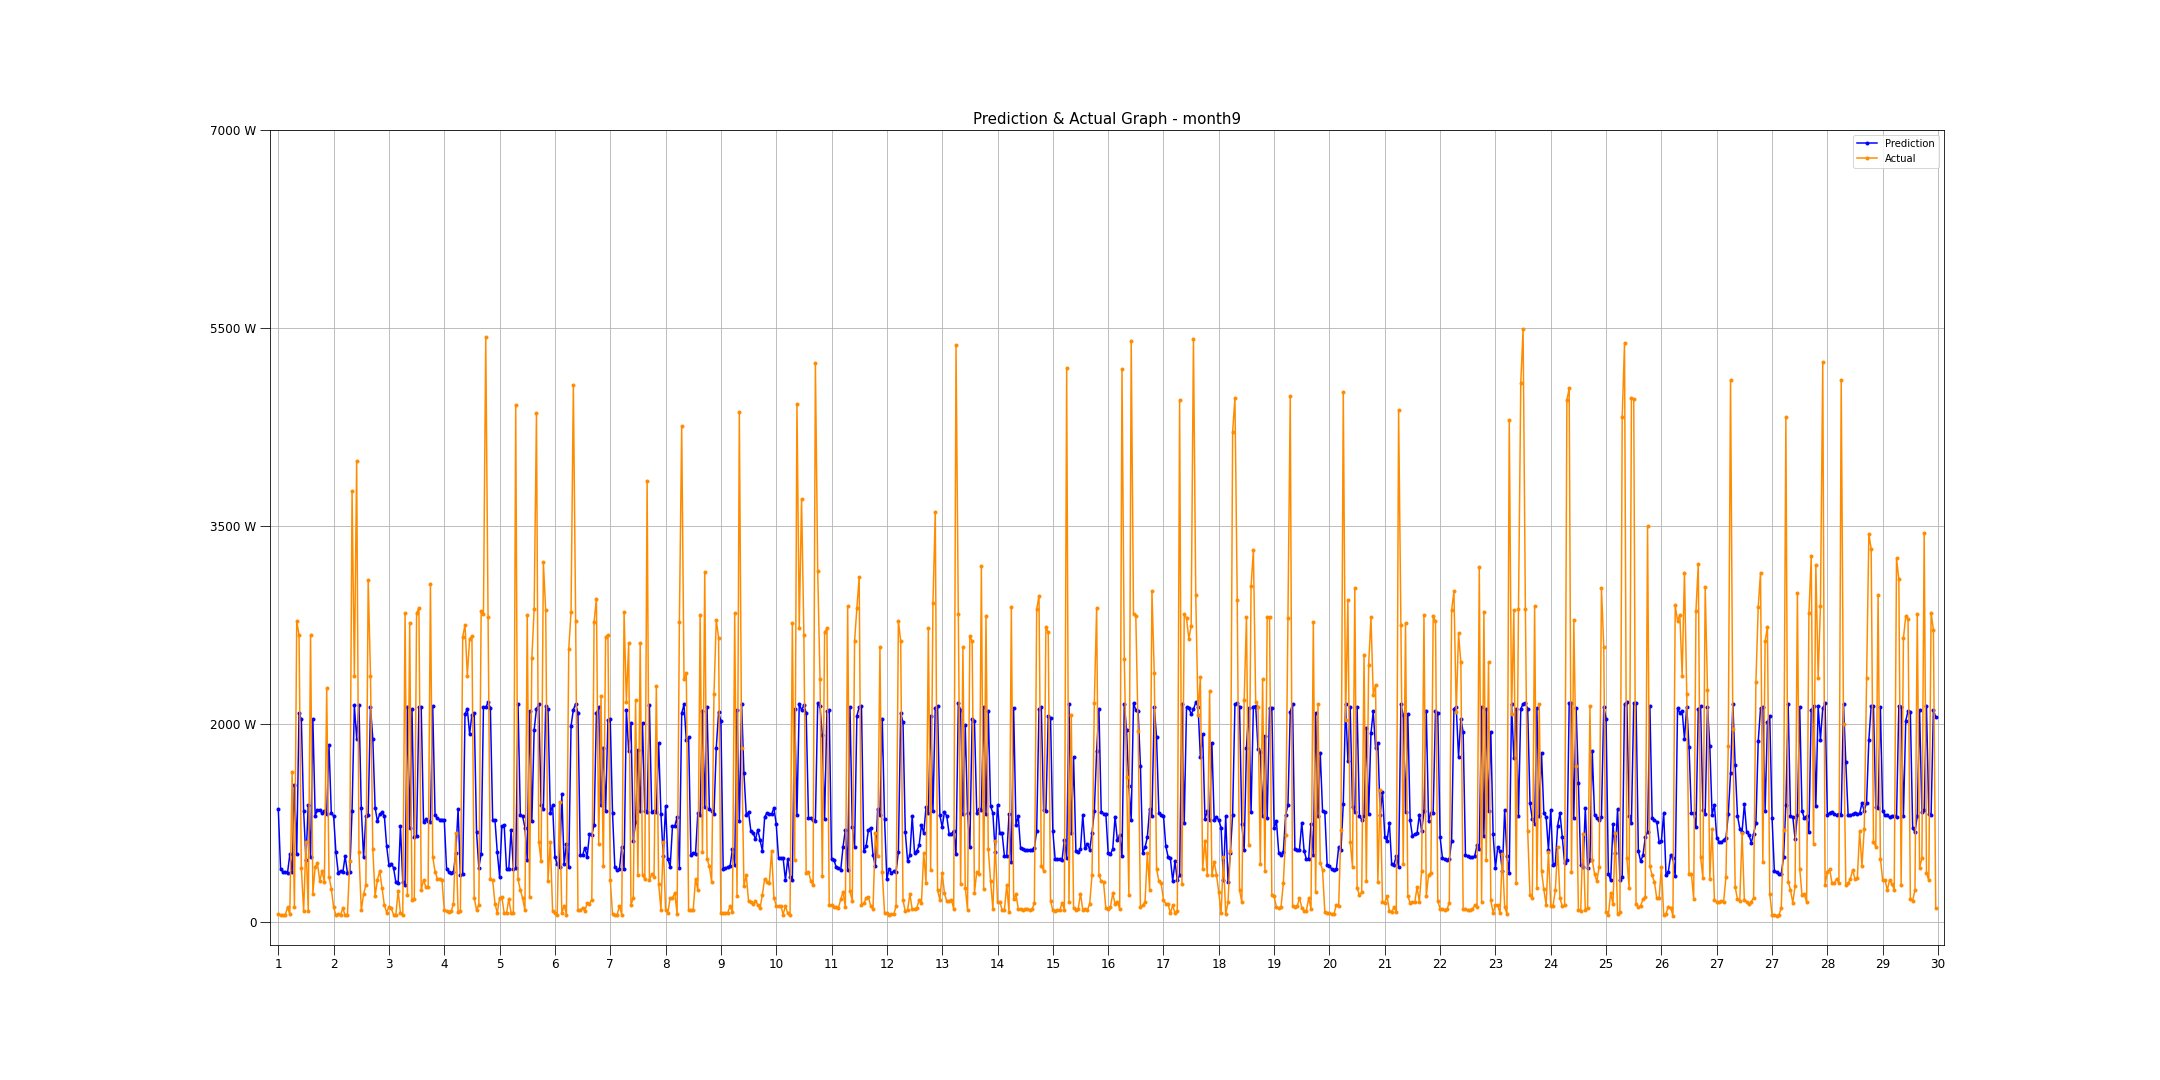 Prediction & Actual Graph - month9
7000 W
5500 W
3500 W
2000 W
0
Prediction
Actual
1 2 3 4 5 6 7 8 9 10 11 12 13 14 15 16 17 18 19 20 21 22 23 24 25 26 27 27 28 29 30